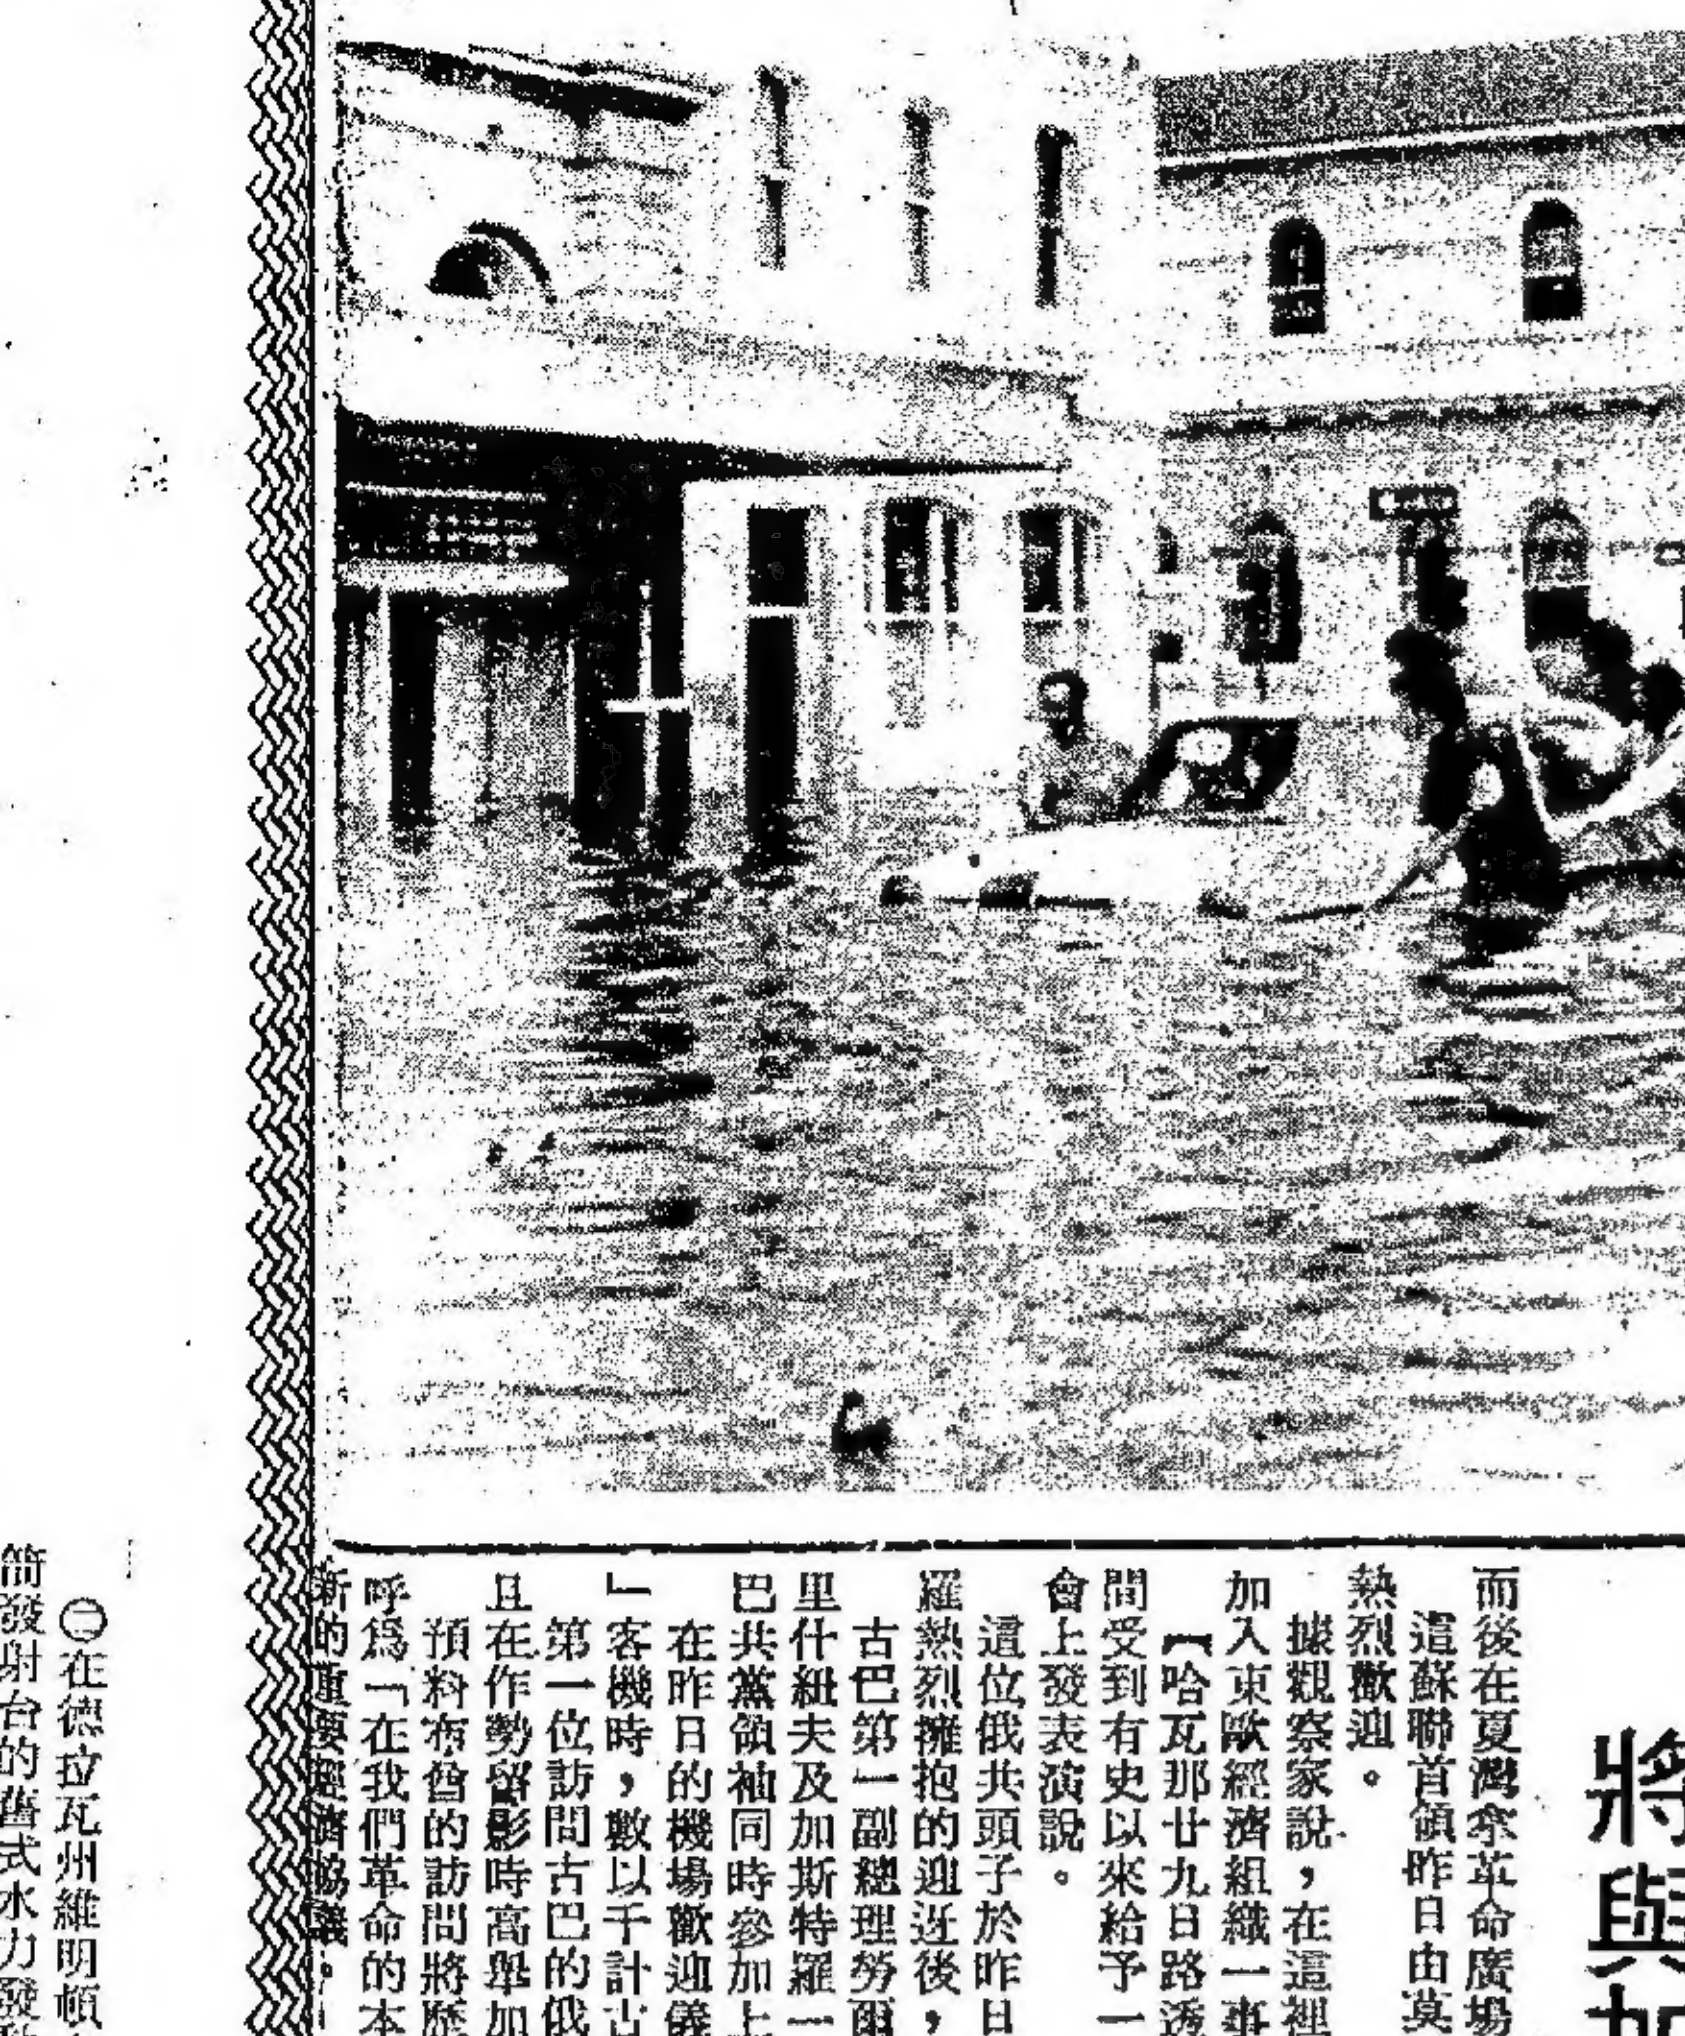 將與加
而後在夏灣拿革命廣場
這蘇聯首領昨日由莫
熱烈歡迎。
據觀察家說，在這裡
加入東歐經濟組織一事
【哈瓦那廿九日路透
間受到有史以來給予一
會上發表演說。
這位俄共頭子於昨日
羅熱烈擁抱的迎迓後，
古巴第一副總理勞爾
里什紐夫及加斯特羅一
巴共黨領袖同時參加上
在昨日的機場歡迎儀
」客機時，數以千計古
第一位訪問古巴的俄
且在作勢留影時高舉加
預料布魯的訪問將歷
呼爲「在我們革命的本
新的重要經濟協議。
㊁在德拉瓦州維明頓
簡發射台的舊式水力發